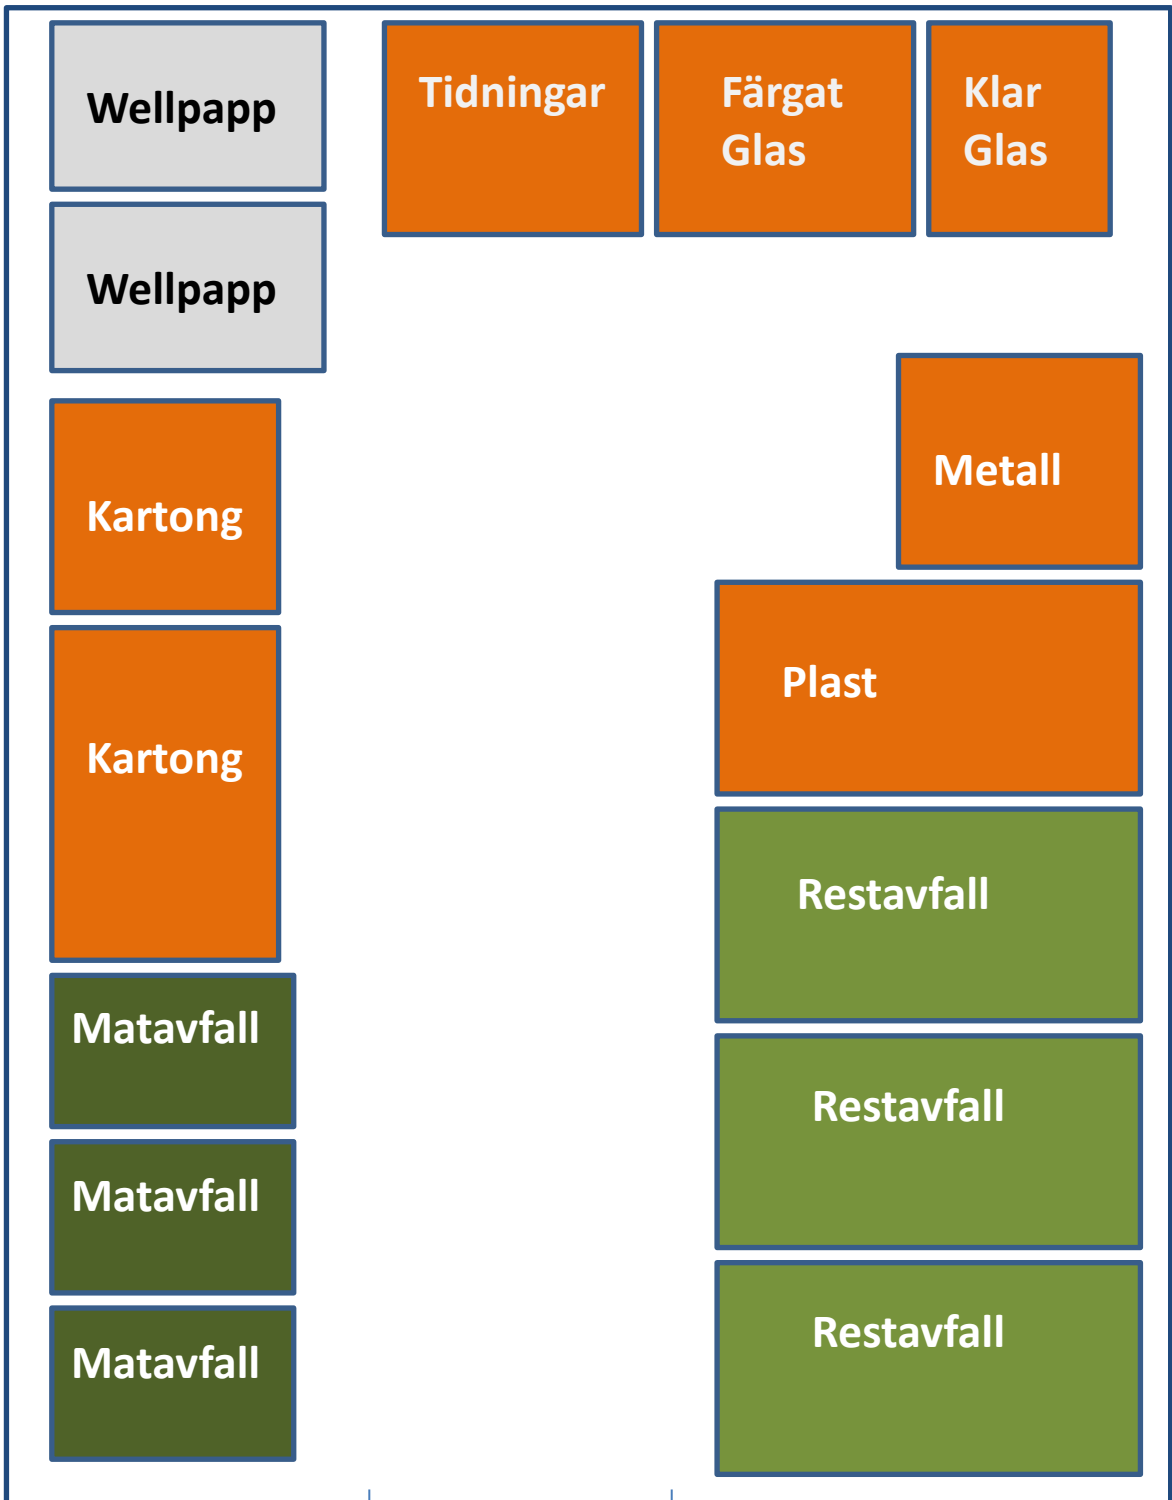 Wellpapp
Tidningar
Färgat
Glas
Klar
Glas
Wellpapp
Kartong
Metall
Kartong
Plast
Restavfall
Matavfall
Restavfall
Matavfall
Restavfall
Matavfall